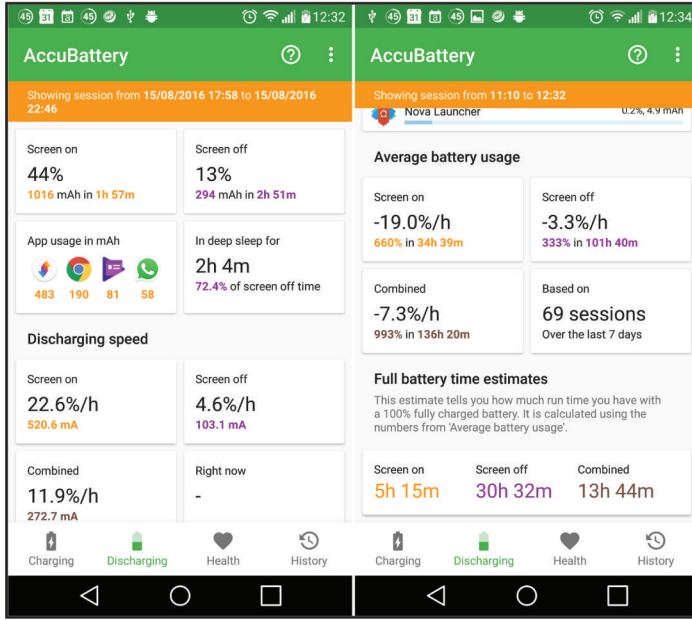 45 31 45 12:32
AccuBattery
Showing session from 15/08/2016 17:58 to 15/08/2016
22:46
Screen on
44%
1016 mAh in 1h 57m
Screen off
13%
294 mAh in 2h 51m
App usage in mAh
483 190 81 58
In deep sleep for
2h 4m
72.4% of screen off time
Discharging speed
Screen on
22.6%/h
520.6 mA
Screen off
4.6%/h
103.1 mA
Combined
11.9%/h
272.7 mA
Right now
-
Charging Discharging Health History
45 31 45 12:34
AccuBattery
Showing session from 11:10 to 12:32
Nova Launcher 0.2%, 4.9 mAh
Average battery usage
Screen on
-19.0%/h
660% in 34h 39m
Screen off
-3.3%/h
333% in 101h 40m
Combined
-7.3%/h
993% in 136h 20m
Based on
69 sessions
Over the last 7 days
Full battery time estimates
This estimate tells you how much run time you have with
a 100% fully charged battery. It is calculated using the
numbers from 'Average battery usage'.
Screen on Screen off Combined
5h 15m 30h 32m 13h 44m
Charging Discharging Health History